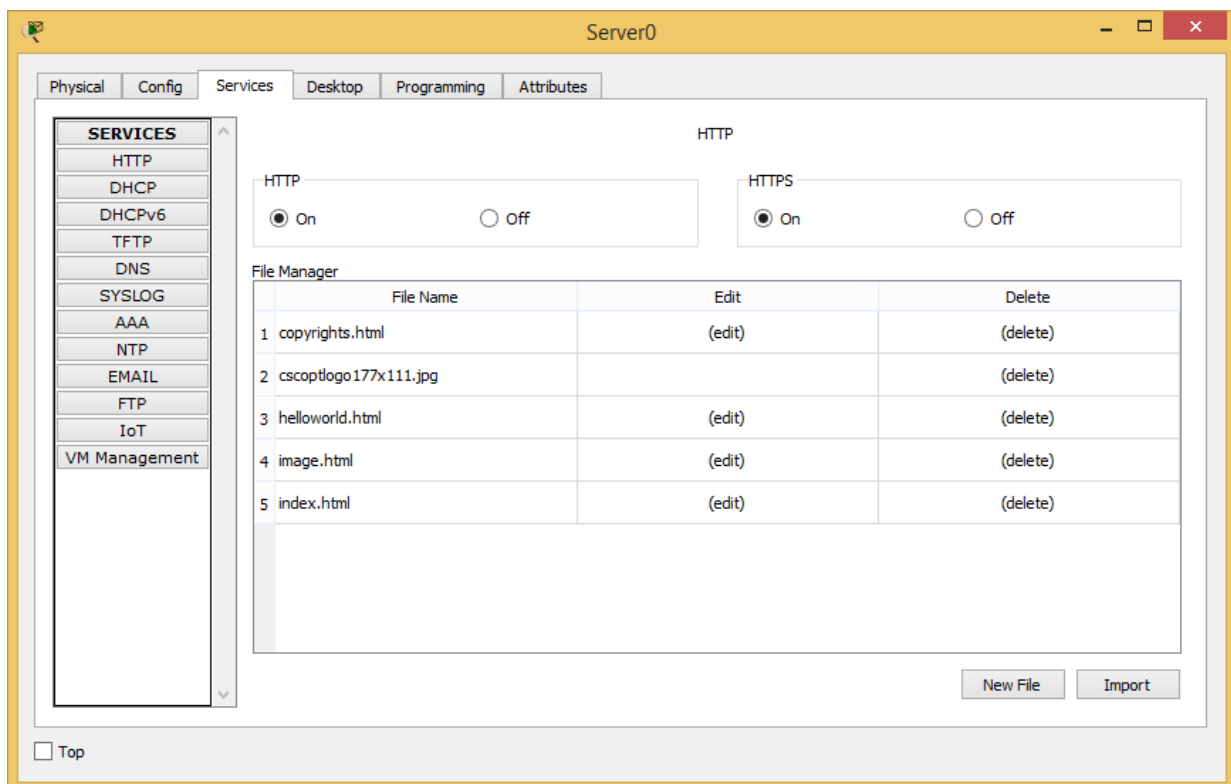 Server0
Physical Config Services Desktop Programming Attributes
SERVICES
HTTP
DHCP
DHCPv6
TFTP
DNS
SYSLOG
AAA
NTP
EMAIL
FTP
IoT
VM Management
HTTP
HTTP
On Off
HTTPS
On Off
File Manager
File Name Edit Delete
1 copyrights.html (edit) (delete)
2 cscoptlogo177x111.jpg (delete)
3 helloworld.html (edit) (delete)
4 image.html (edit) (delete)
5 index.html (edit) (delete)
New File Import
Top